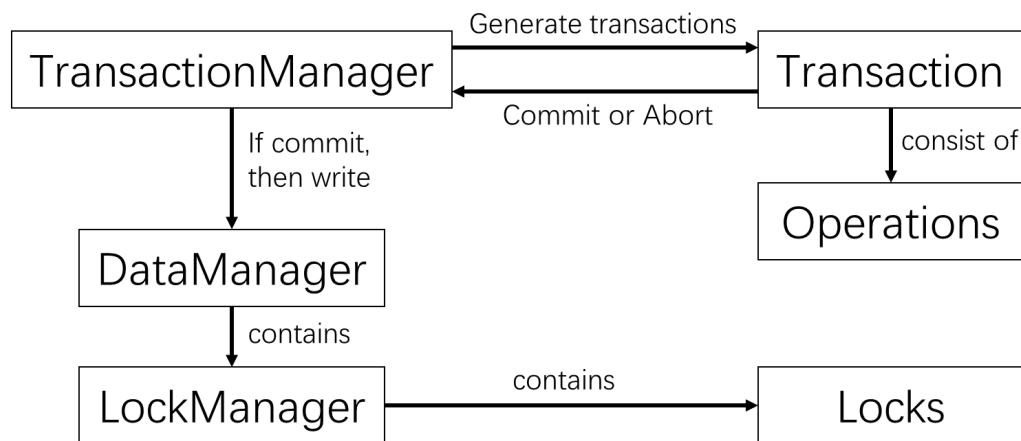 Generate transactions
TransactionManager
Transaction
Commit or Abort
If commit,
then write
consist of
Operations
DataManager
contains
contains
LockManager
Locks